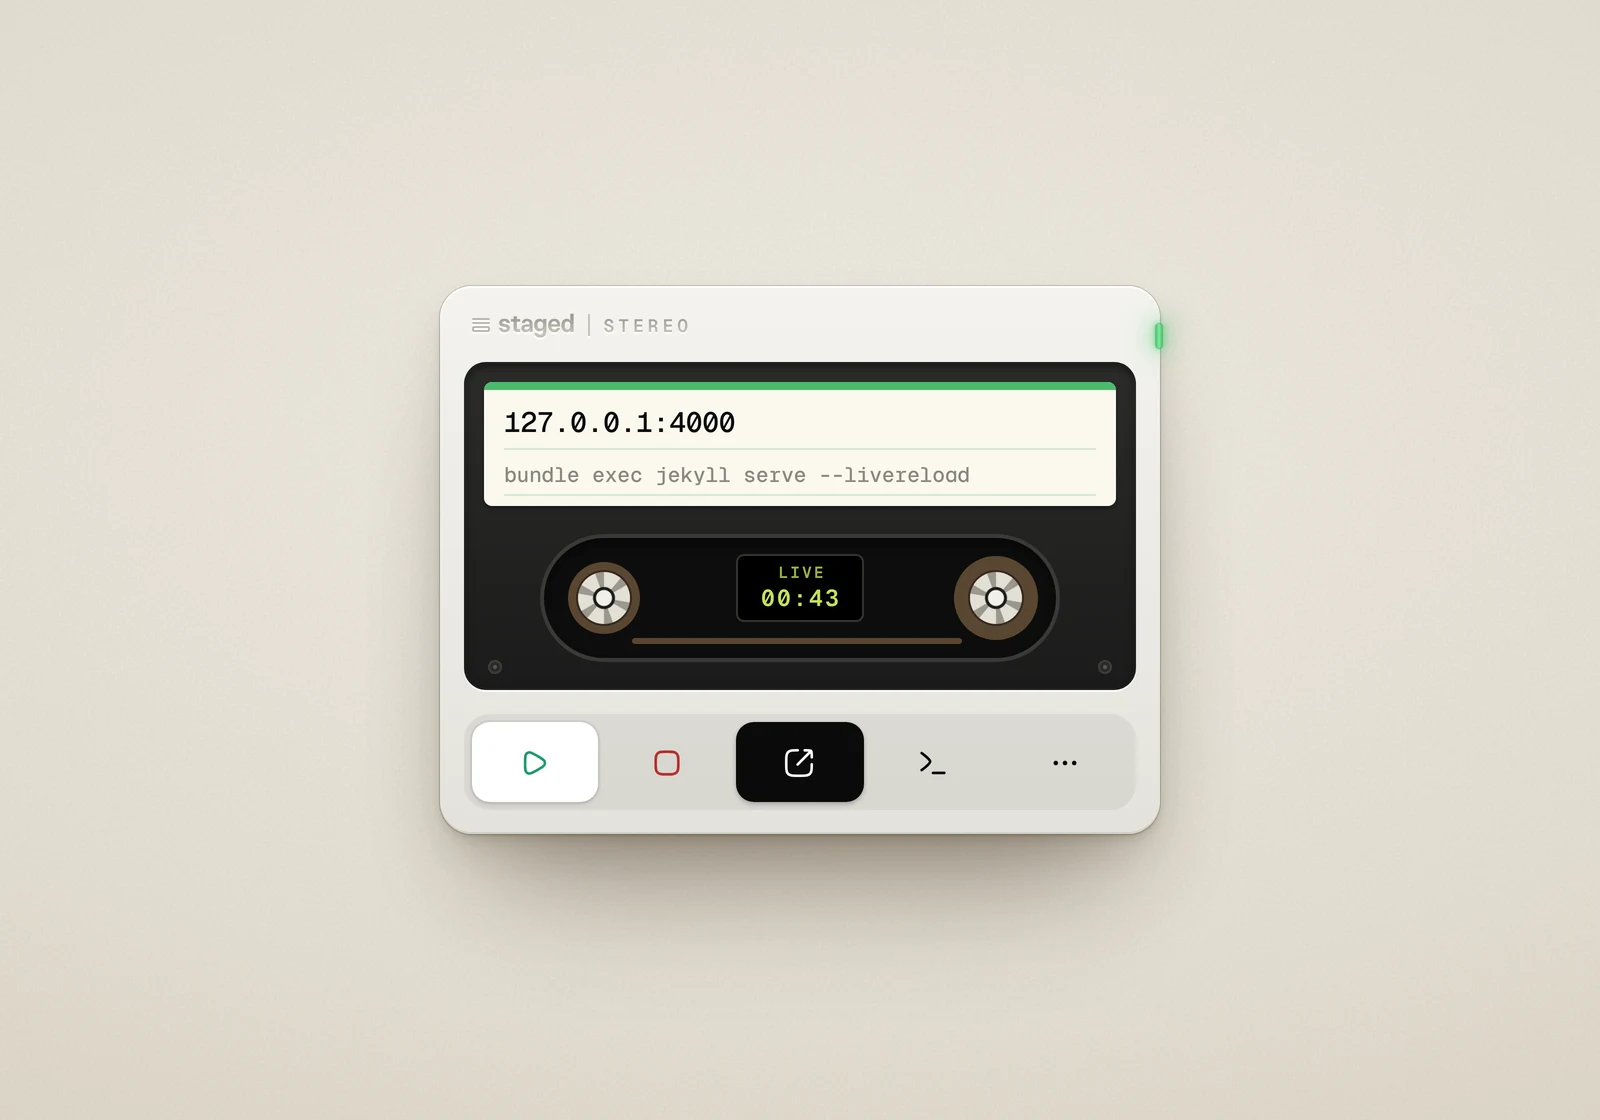 staged | STEREO
127.0.0.1:4000
bundle exec jekyll serve --livereload
LIVE
00:43